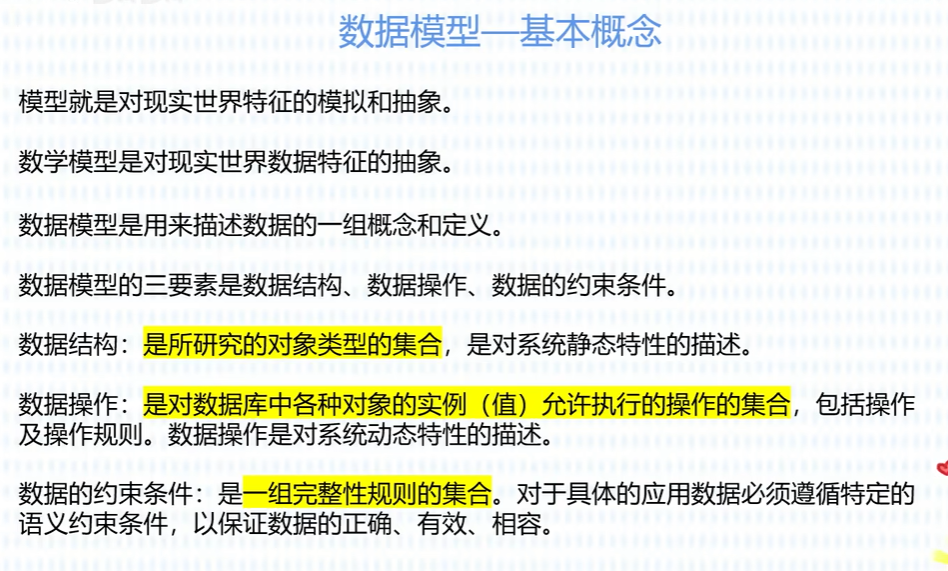 数据模型—基本概念
模型就是对现实世界特征的模拟和抽象。
数学模型是对现实世界数据特征的抽象。
数据模型是用来描述数据的一组概念和定义。
数据模型的三要素是数据结构、数据操作、数据的约束条件。
数据结构：是所研究的对象类型的集合，是对系统静态特性的描述。
数据操作：是对数据库中各种对象的实例（值）允许执行的操作的集合，包括操作
及操作规则。数据操作是对系统动态特性的描述。
数据的约束条件：是一组完整性规则的集合。对于具体的应用数据必须遵循特定的
语义约束条件，以保证数据的正确、有效、相容。